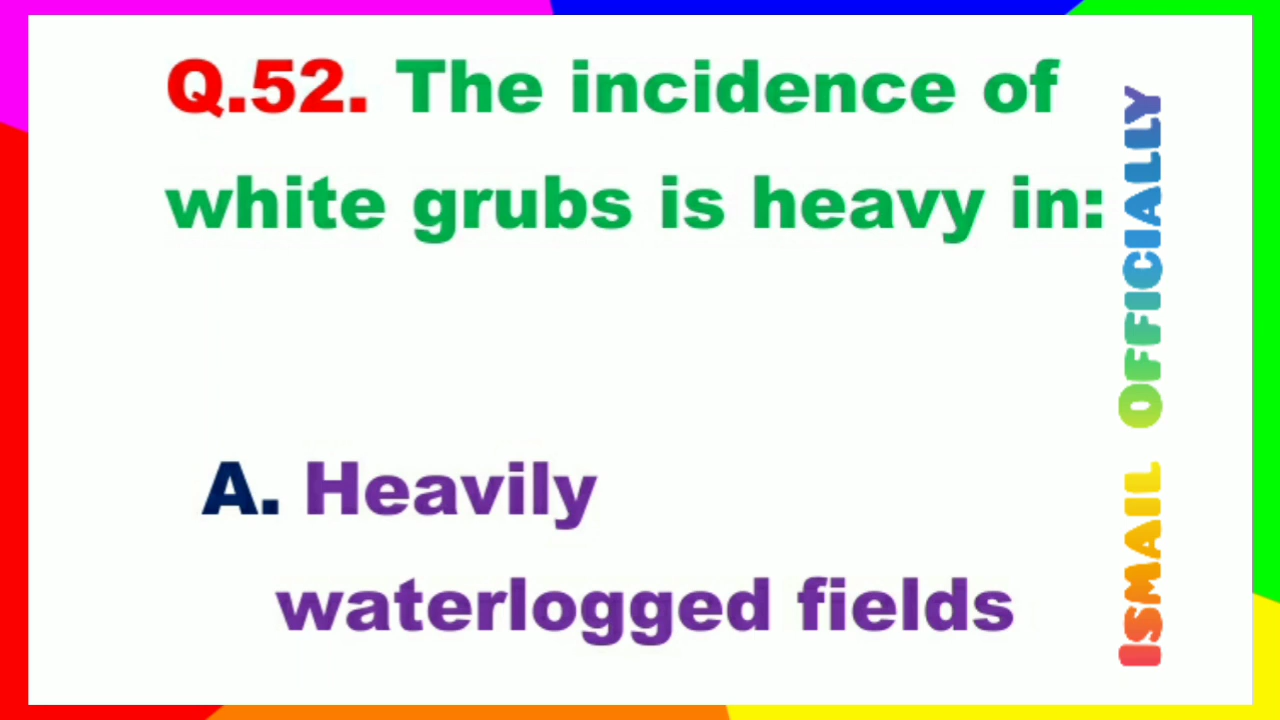 Q.52. The incidence of
white grubs is heavy in:
A. Heavily
waterlogged fields
ISMAIL OFFICIALLY